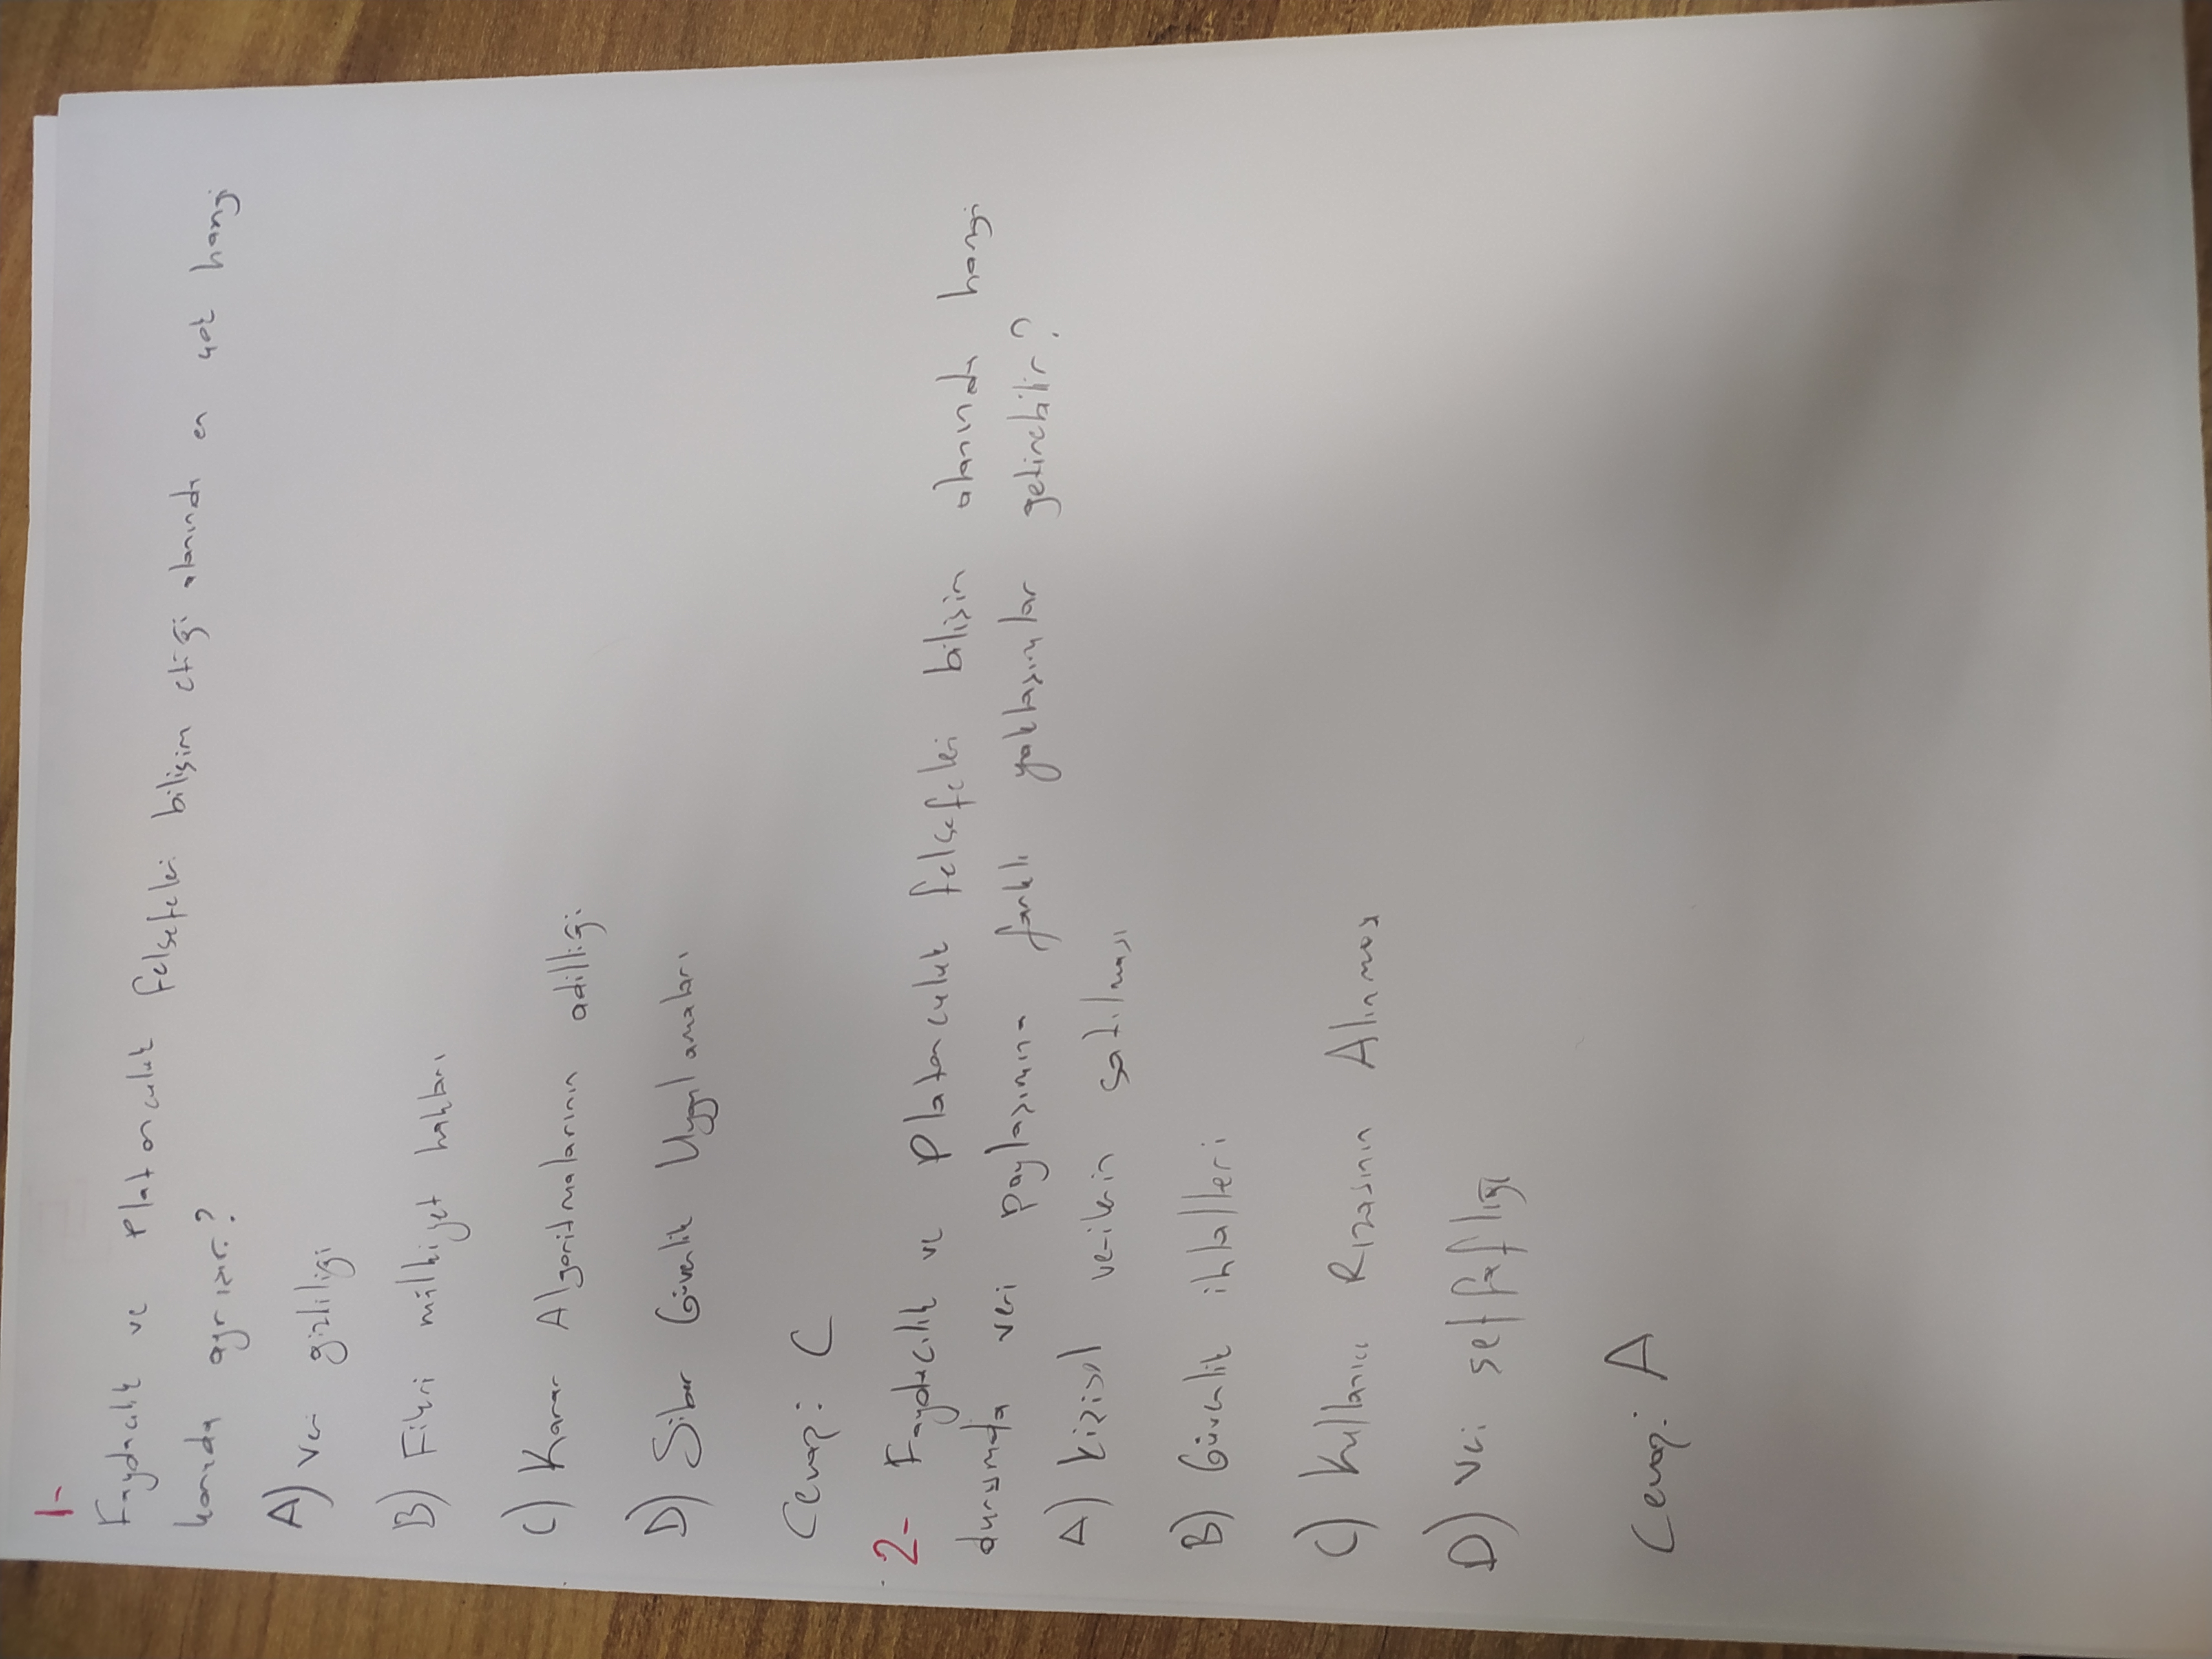 1-
Faydacılık ve Platonculuk felsefeleri bilişim etiği alanında en çok hangi
konuda ayrışır?
A) Veri gizliliği
B) Fikri mülkiyet hakları
C) Karar Algoritmalarının adilliği
D) Siber Güvenlik Uygulamaları
Cevap: C
2- Faydacılık ve Platonculuk felsefeleri bilişim alanında hangi
durumda veri paylaşımına farklı yaklaşımlar getirebilir?
A) Kişisel verilerin satılması
B) Güvenlik ihlalleri
C) Kullanıcı Rızasının Alınması
D) Veri seffaflığı
Cevap: A